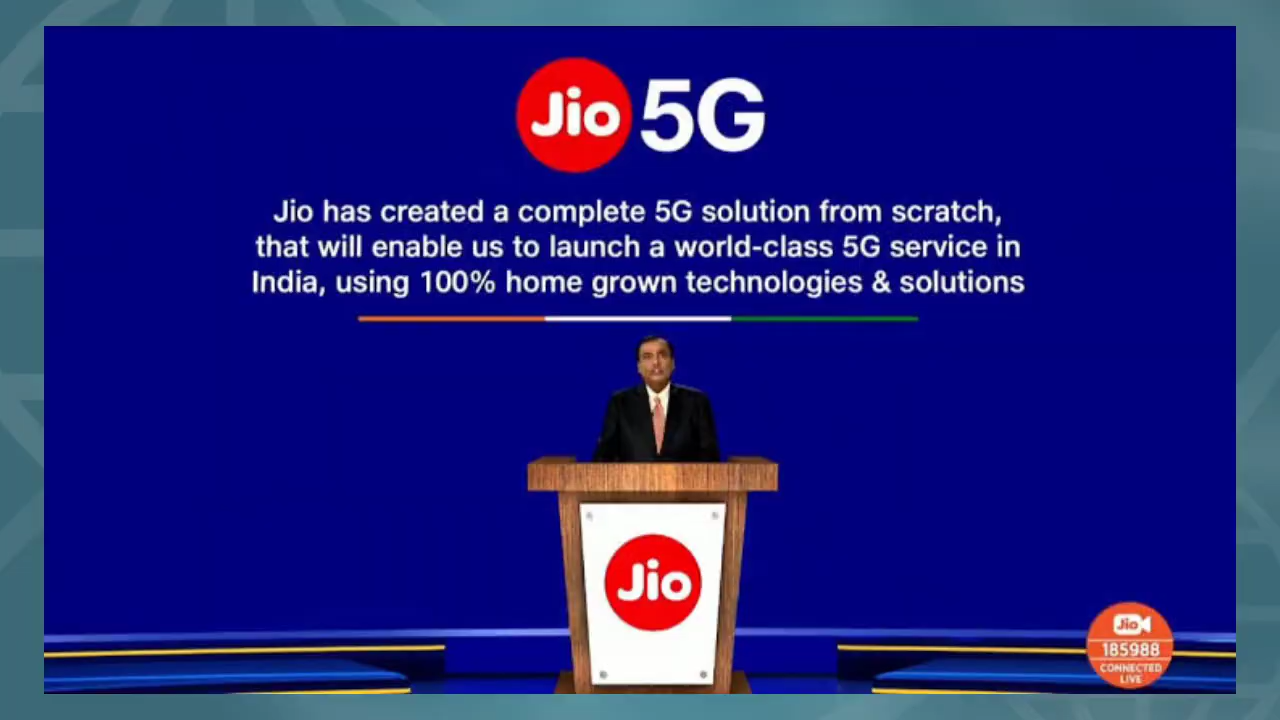 Jio 5G
Jio has created a complete 5G solution from scratch,
that will enable us to launch a world-class 5G service in
India, using 100% home grown technologies & solutions
Jio
Jio
185988
CONNECTED
LIVE